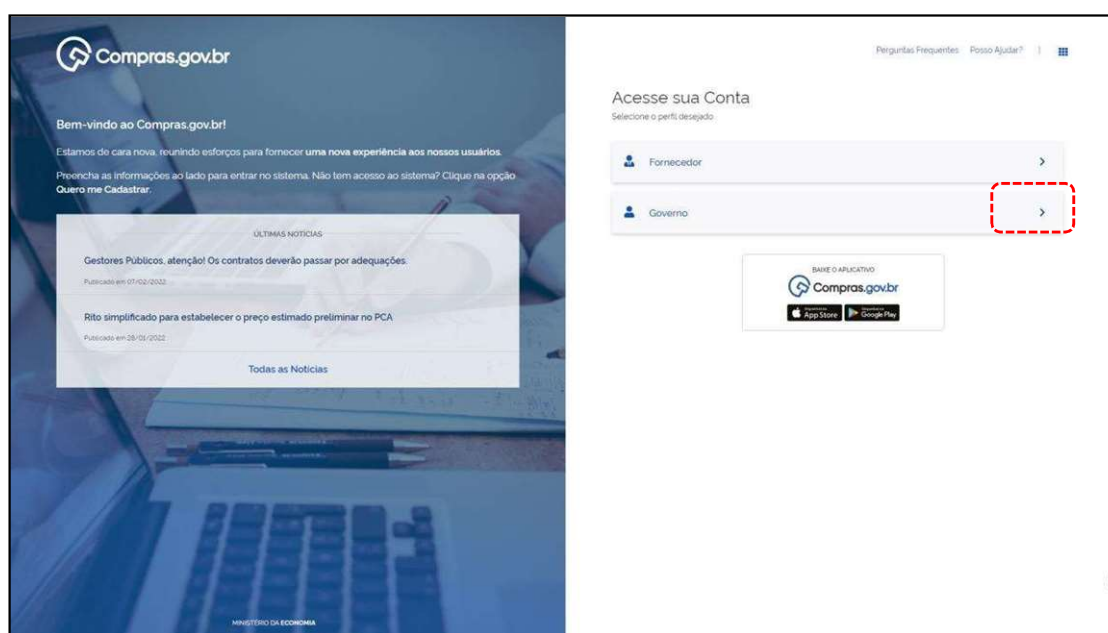 Compras.gov.br
Bem-vindo ao Compras.gov.br!
Estamos de cara nova, reunindo esforços para fornecer uma nova experiência aos nossos usuários.
Preencha as informações ao lado para entrar no sistema. Não tem acesso ao sistema? Clique na opção
Quero me Cadastrar.
ÚLTIMAS NOTÍCIAS
Gestores Públicos, atenção! Os contratos deverão passar por adequações.
Publicado em 07/02/2022
Rito simplificado para estabelecer o preço estimado preliminar no PCA
Publicado em 28/01/2022
Todas as Notícias
MINISTÉRIO DA ECONOMIA
Perguntas Frequentes Posso Ajudar?
Acesse sua Conta
Selecione o perfil desejado
Fornecedor
Governo
BAIXE O APLICATIVO
Compras.gov.br
App Store Google Play